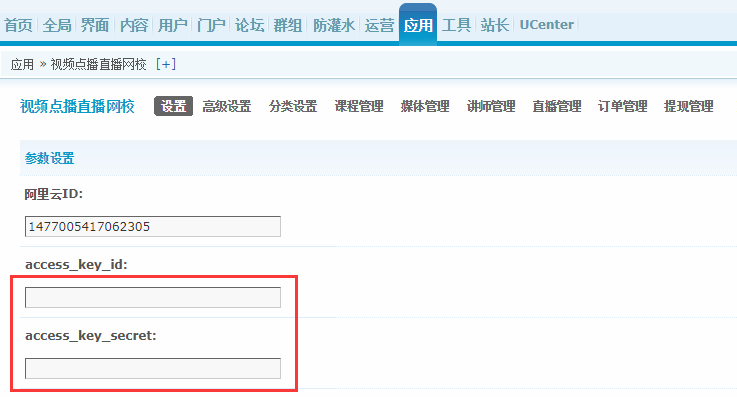 首页 全局 界面 内容 用户 门户 论坛 群组 防灌水 运营 应用 工具 站长 UCenter
应用 » 视频点播直播网校 [+]
视频点播直播网校 设置 高级设置 分类设置 课程管理 媒体管理 讲师管理 直播管理 订单管理 提现管理
参数设置
阿里云ID:
1477005417062305
access_key_id:
access_key_secret: